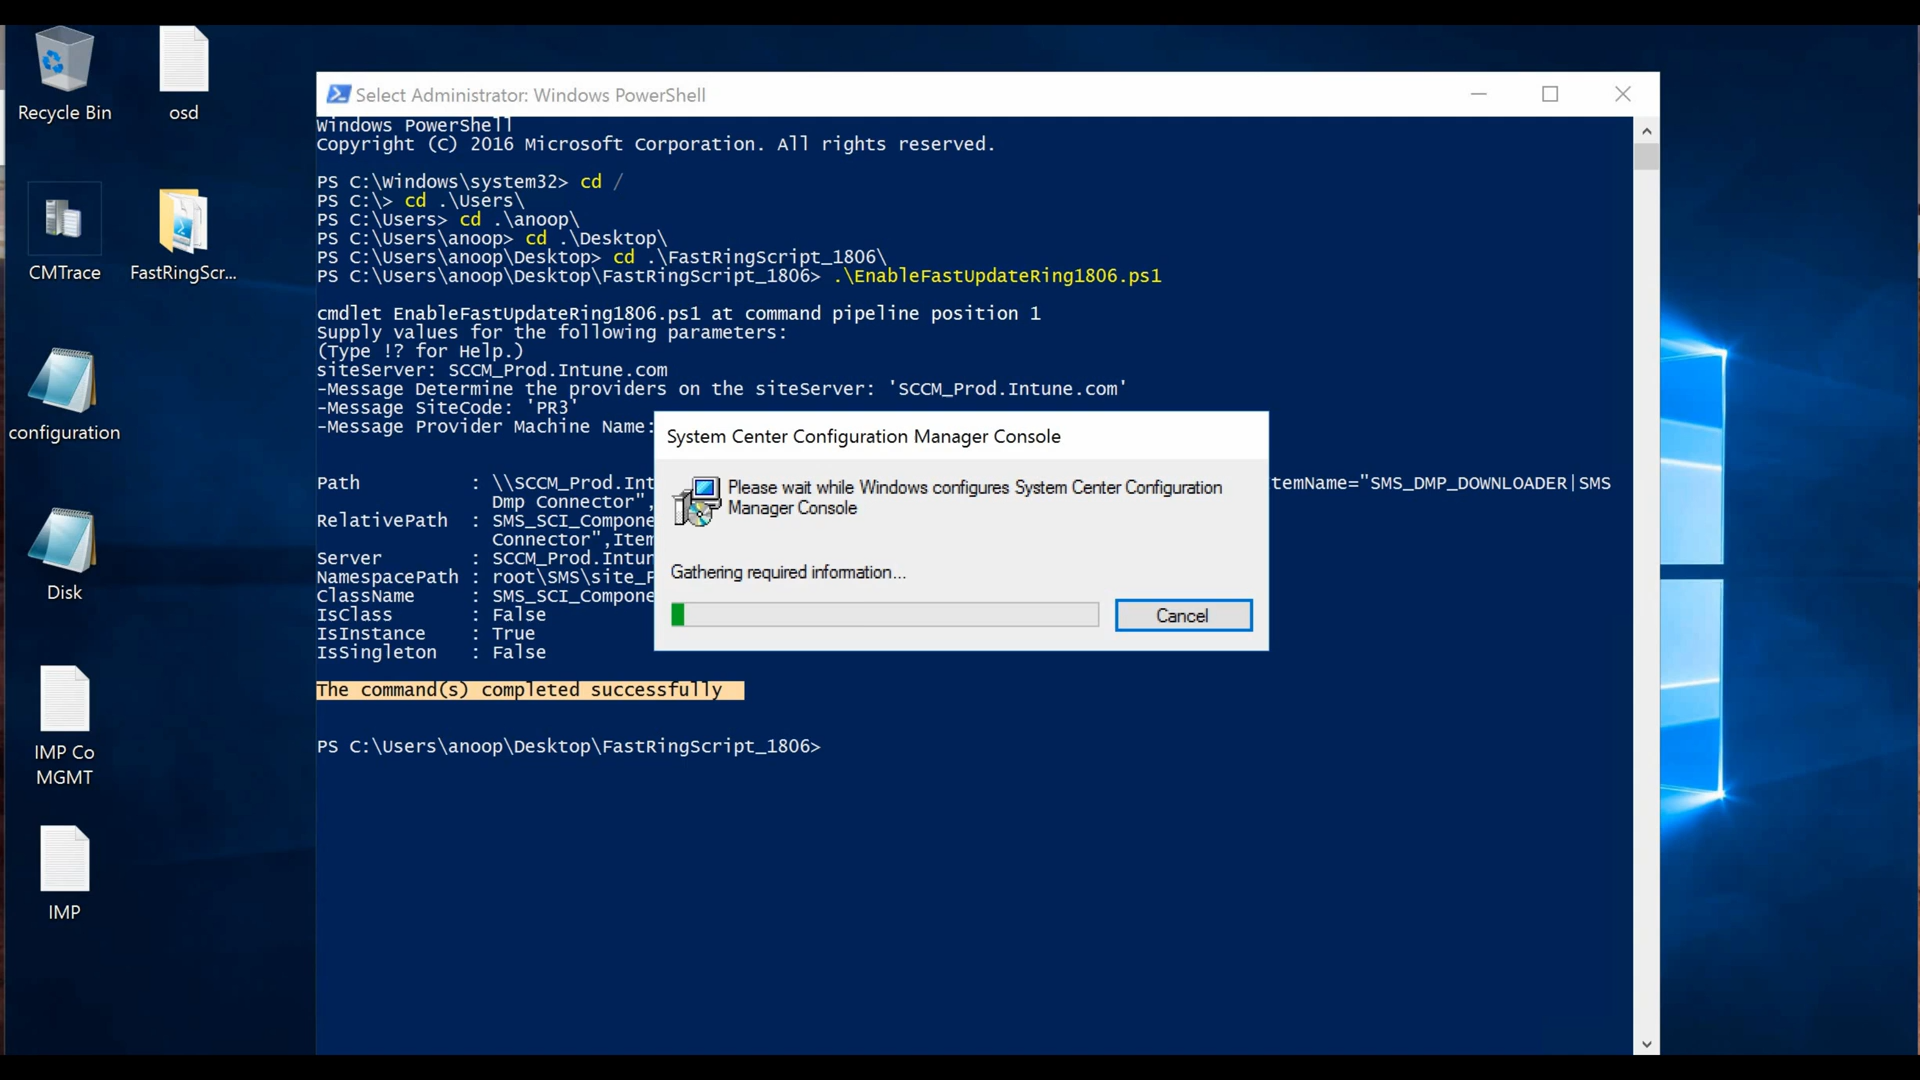 Recycle Bin
osd
CMTrace
FastRingScr...
configuration
Disk
IMP Co
MGMT
IMP
Select Administrator: Windows PowerShell
Windows PowerShell
Copyright (C) 2016 Microsoft Corporation. All rights reserved.
PS C:\Windows\system32> cd /
PS C:\> cd .\Users\
PS C:\Users> cd .\anoop\
PS C:\Users\anoop> cd .\Desktop\
PS C:\Users\anoop\Desktop> cd .\FastRingScript_1806\
PS C:\Users\anoop\Desktop\FastRingScript_1806> .\EnableFastUpdateRing1806.ps1
cmdlet EnableFastUpdateRing1806.ps1 at command pipeline position 1
Supply values for the following parameters:
(Type !? for Help.)
siteServer: SCCM_Prod.Intune.com
-Message Determine the providers on the siteServer: 'SCCM_Prod.Intune.com'
-Message SiteCode: 'PR3'
-Message Provider Machine Name:
Path : \\SCCM_Prod.Int temName="SMS_DMP_DOWNLOADER|SMS
Dmp Connector",
RelativePath : SMS_SCI_Compone
Connector",Item
Server : SCCM_Prod.Intun
NamespacePath : root\SMS\site_P
ClassName : SMS_SCI_Compone
IsClass : False
IsInstance : True
IsSingleton : False
The command(s) completed successfully
PS C:\Users\anoop\Desktop\FastRingScript_1806>
System Center Configuration Manager Console
Please wait while Windows configures System Center Configuration
Manager Console
Gathering required information...
Cancel